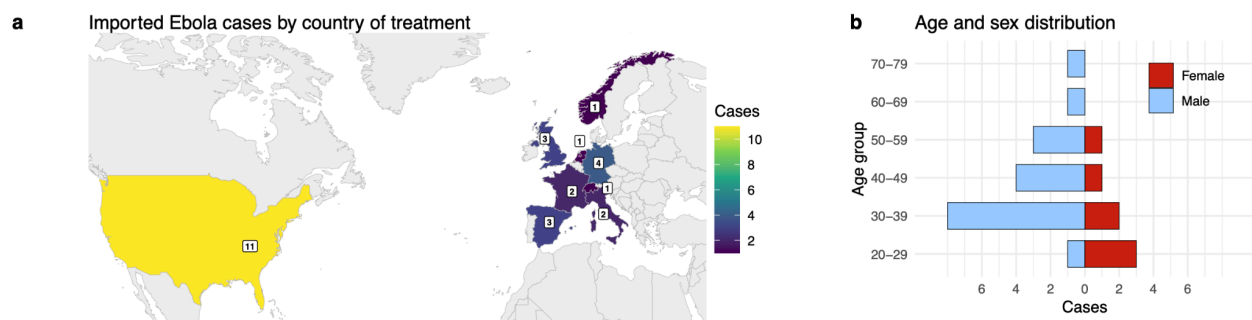 a
Imported Ebola cases by country of treatment
1
3
1
4
2
1
2
3
11
Cases
10
8
6
4
2
b
Age and sex distribution
Age group
70−79
60−69
50−59
40−49
30−39
20−29
Female
Male
6 4 2 0 2 4 6
Cases